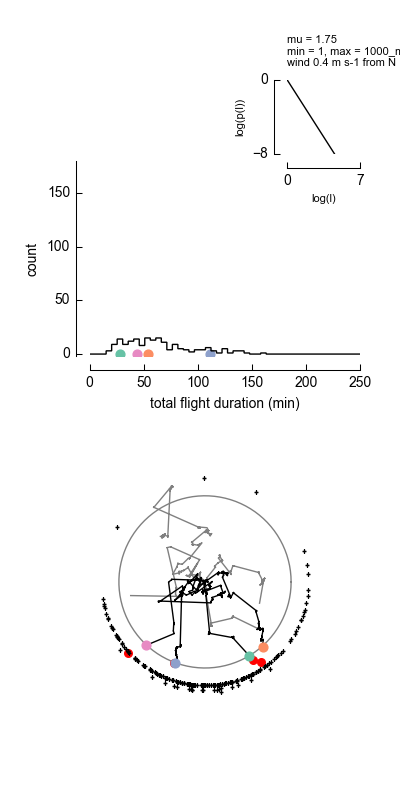 mu = 1.75
min = 1, max = 1000_m
wind 0.4 m s-1 from N
0
log(p(l))
−8
0 7
log(l)
150
count
100
50
0
0 50 100 150 200 250
total flight duration (min)